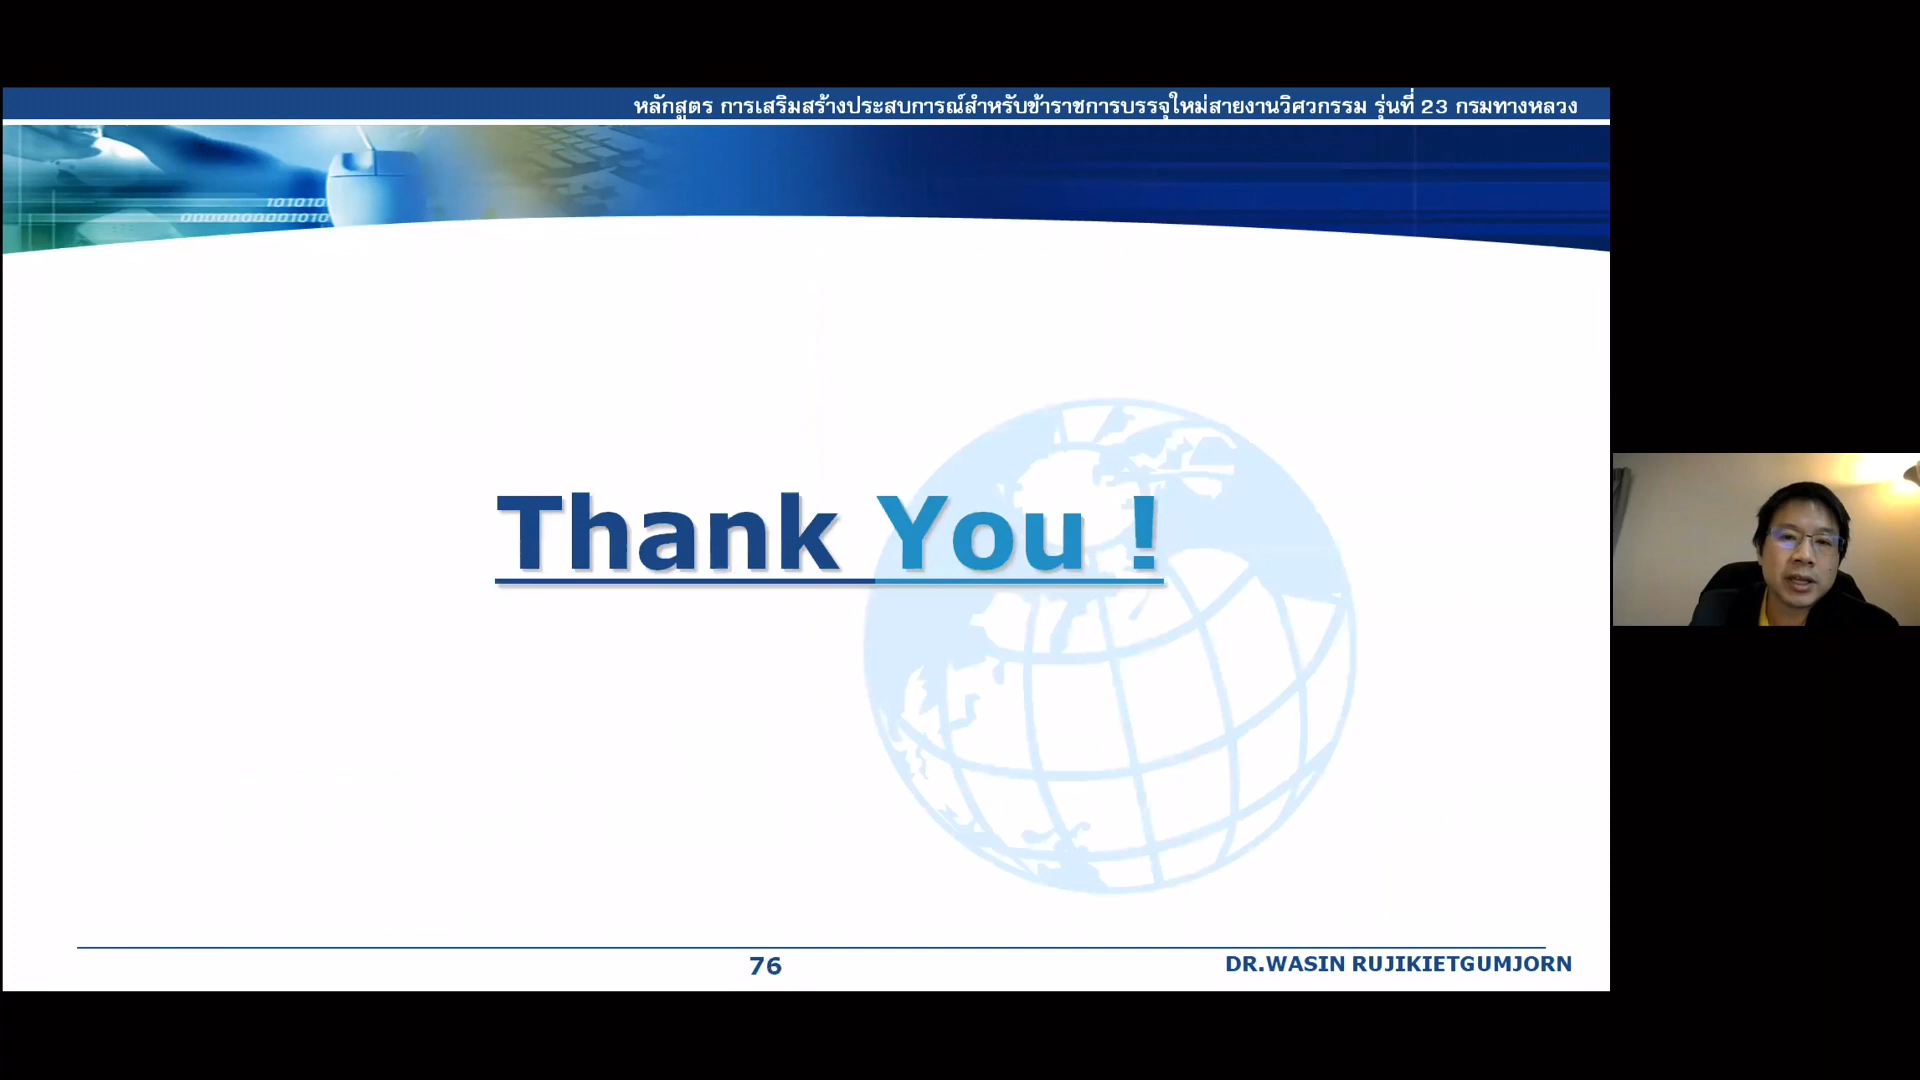 หลักสูตร การเสริมสร้างประสบการณ์สำหรับข้าราชการบรรจุใหม่สายงานวิศวกรรม รุ่นที่ 23 กรมทางหลวง
101010
000000000001010
Thank You !
76
DR.WASIN RUJIKIETGUMJORN